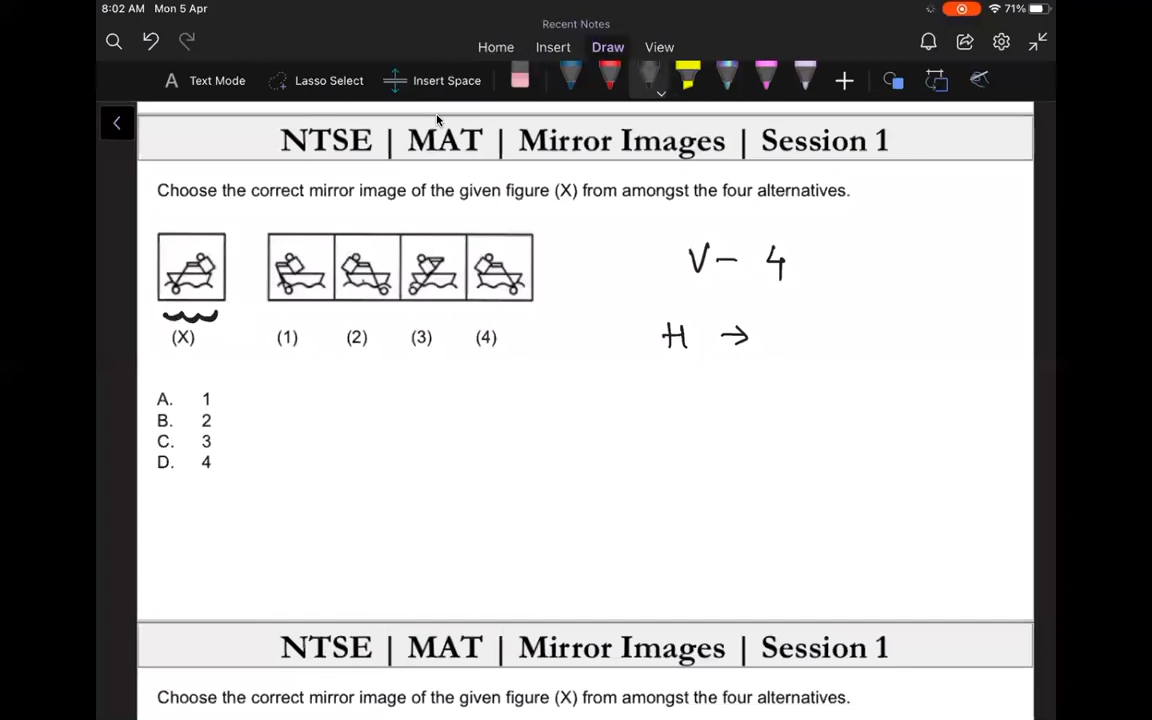 8:02 AM Mon 5 Apr
71%
Recent Notes
Home Insert Draw View
Text Mode Lasso Select Insert Space
NTSE | MAT | Mirror Images | Session 1
Choose the correct mirror image of the given figure (X) from amongst the four alternatives.
V - 4
(X) (1) (2) (3) (4)
H →
A. 1
B. 2
C. 3
D. 4
NTSE | MAT | Mirror Images | Session 1
Choose the correct mirror image of the given figure (X) from amongst the four alternatives.